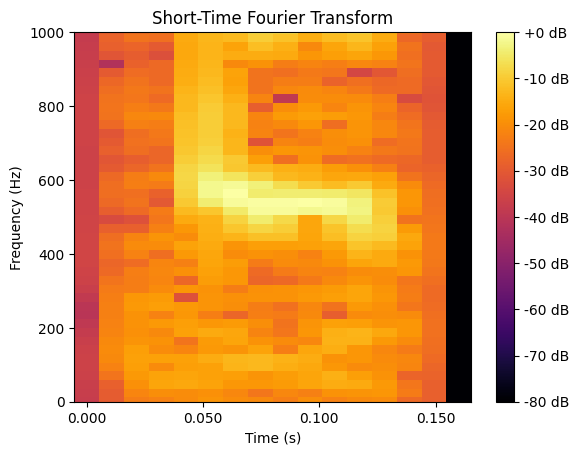 Short-Time Fourier Transform
1000
800
600
400
200
0
Frequency (Hz)
0.000
0.050
0.100
0.150
Time (s)
+0 dB
-10 dB
-20 dB
-30 dB
-40 dB
-50 dB
-60 dB
-70 dB
-80 dB